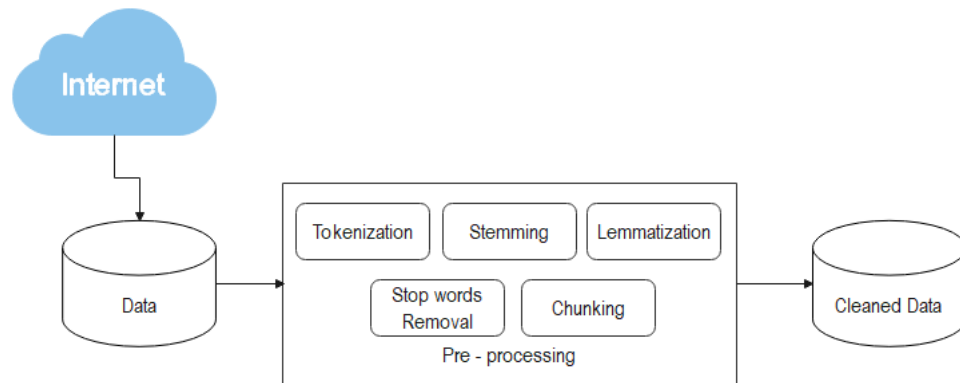 Internet
Tokenization
Stemming
Lemmatization
Data
Stop words
Removal
Chunking
Cleaned Data
Pre - processing